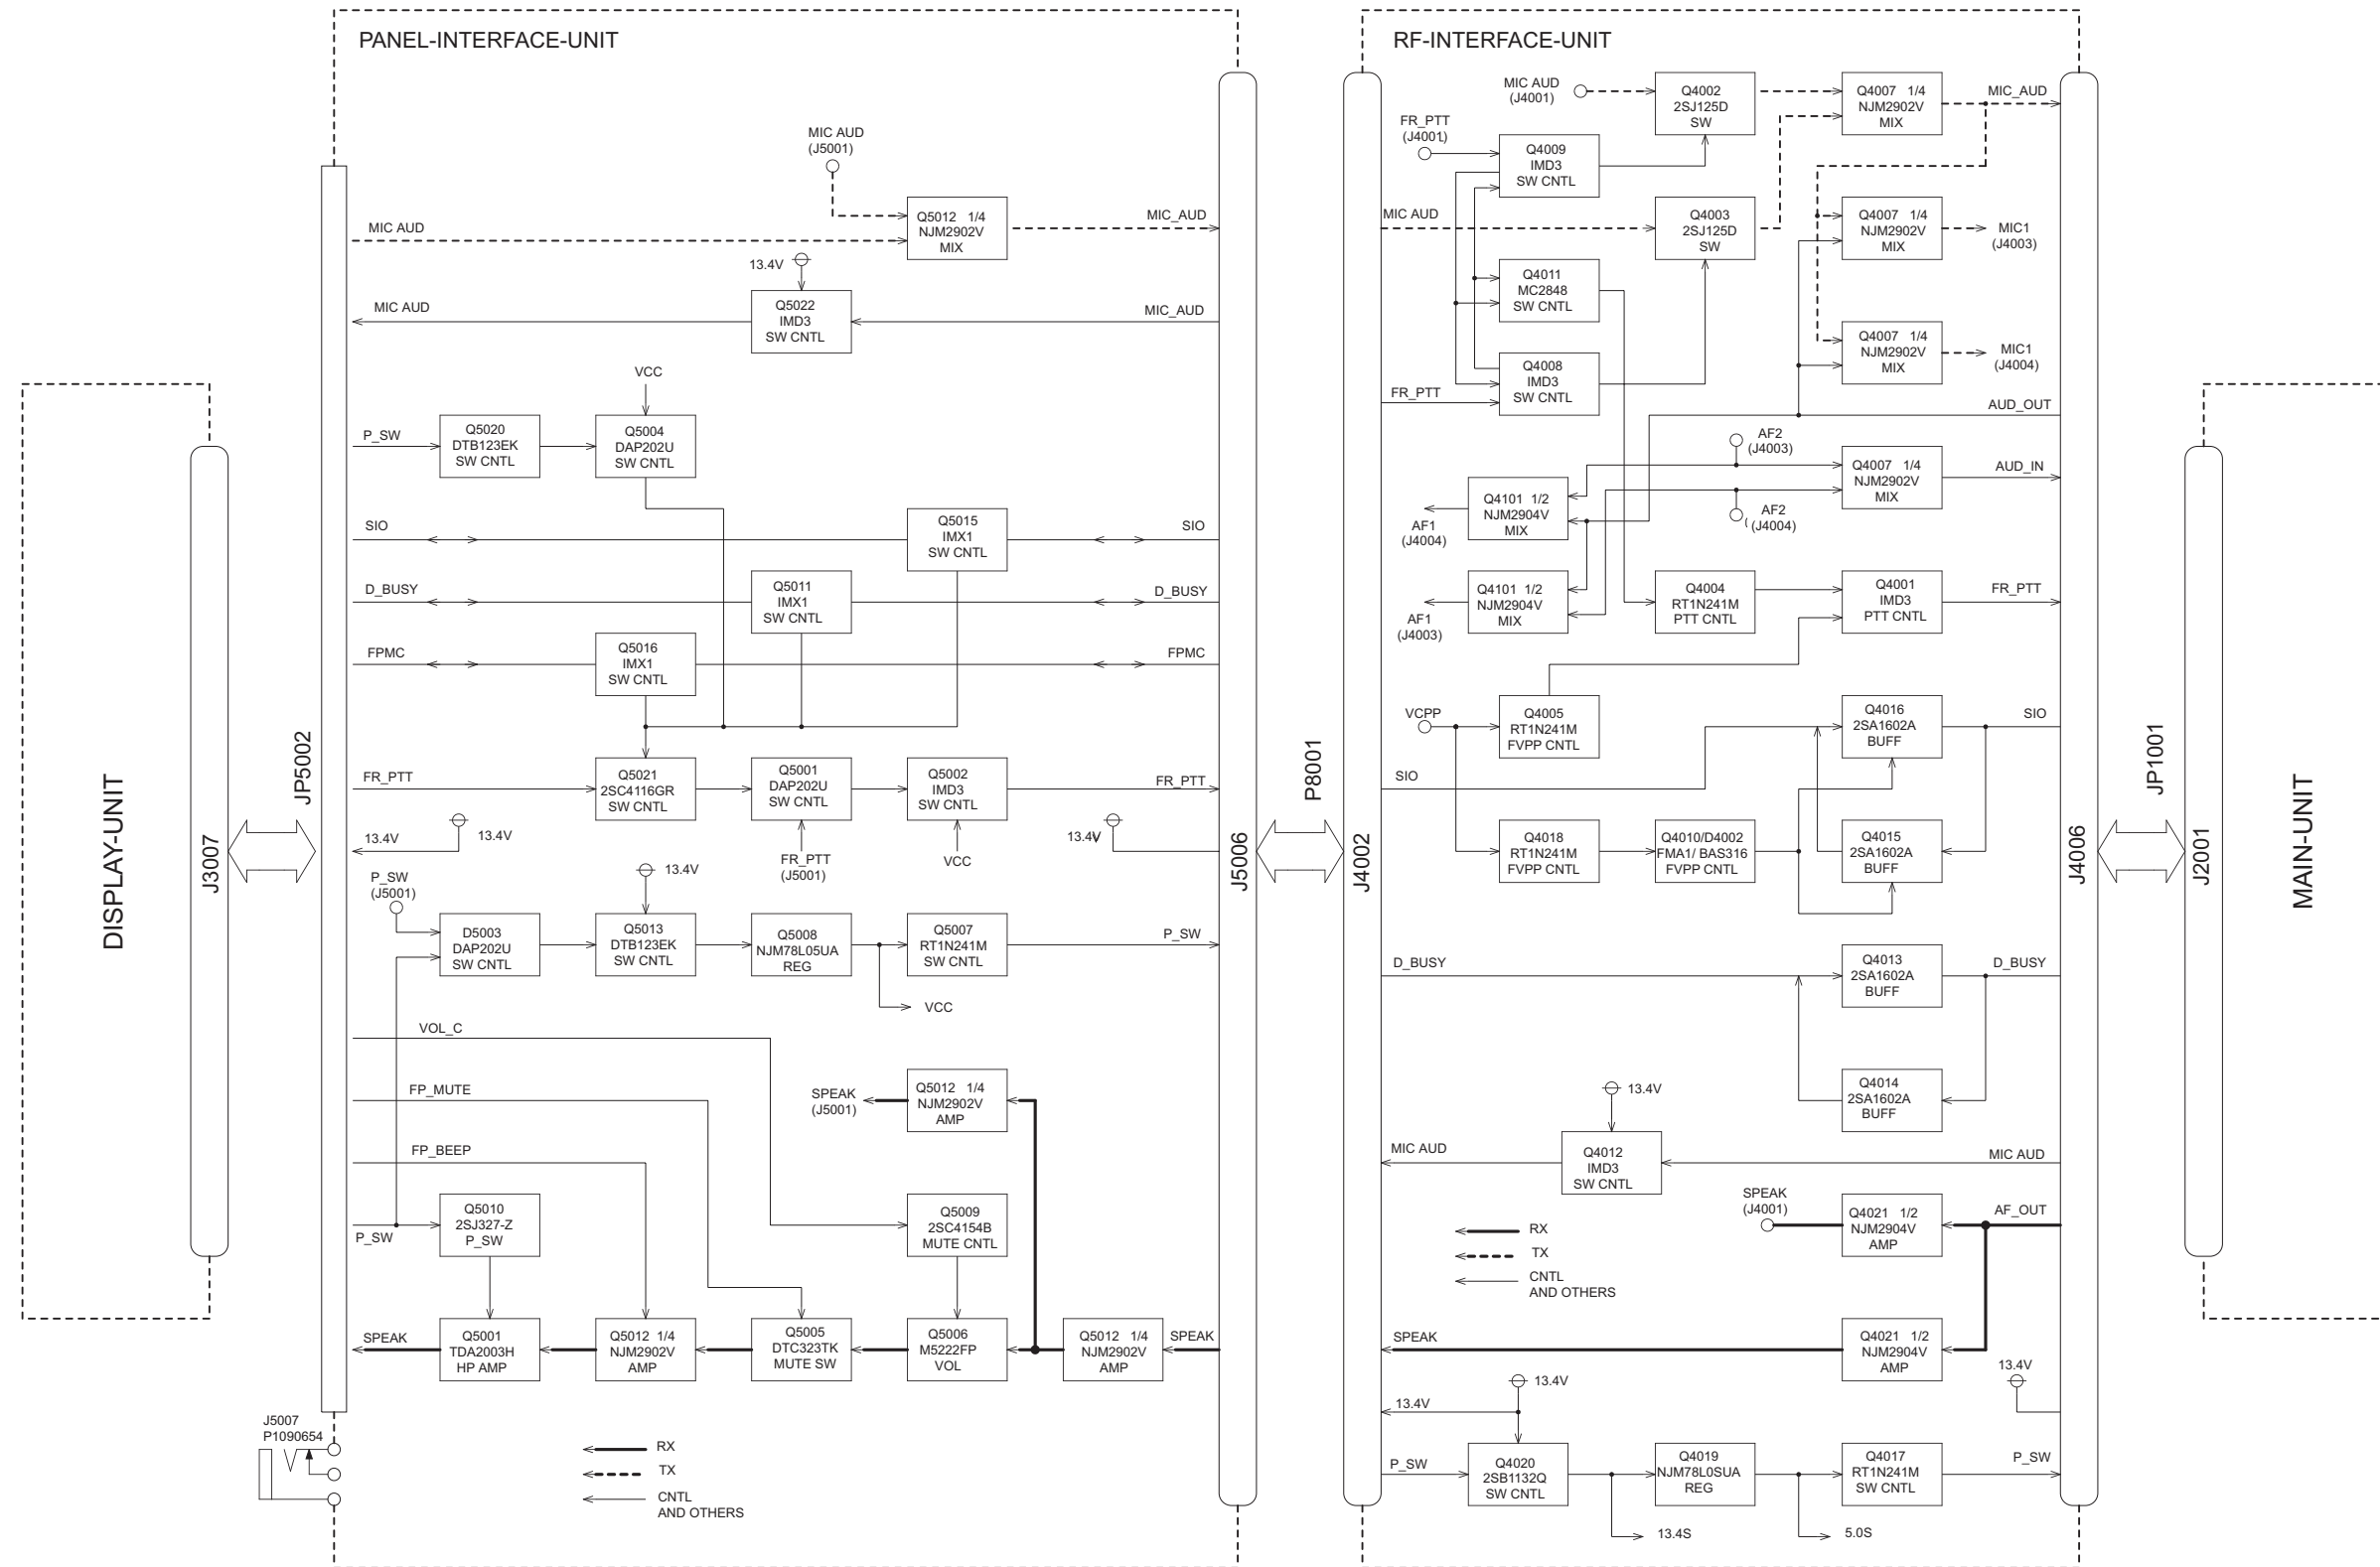 PANEL-INTERFACE-UNIT
MIC AUD
(J5001)
MIC AUD
Q5012 1/4
NJM2902V
MIX
MIC_AUD
13.4V
MIC AUD
Q5022
IMD3
SW CNTL
MIC_AUD
VCC
P_SW
Q5020
DTB123EK
SW CNTL
Q5004
DAP202U
SW CNTL
SIO
Q5015
IMX1
SW CNTL
SIO
D_BUSY
Q5011
IMX1
SW CNTL
D_BUSY
FPMC
Q5016
IMX1
SW CNTL
FPMC
FR_PTT
Q5021
2SC4116GR
SW CNTL
Q5001
DAP202U
SW CNTL
Q5002
IMD3
SW CNTL
FR_PTT
13.4V
13.4V
FR_PTT
(J5001)
VCC
13.4V
P_SW
(J5001)
13.4V
D5003
DAP202U
SW CNTL
Q5013
DTB123EK
SW CNTL
Q5008
NJM78L05UA
REG
Q5007
RT1N241M
SW CNTL
P_SW
VCC
VOL_C
FP_MUTE
SPEAK
(J5001)
Q5012 1/4
NJM2902V
AMP
FP_BEEP
P_SW
Q5010
2SJ327-Z
P_SW
Q5009
2SC4154B
MUTE CNTL
SPEAK
Q5001
TDA2003H
HP AMP
Q5012 1/4
NJM2902V
AMP
Q5005
DTC323TK
MUTE SW
Q5006
M5222FP
VOL
Q5012 1/4
NJM2902V
AMP
SPEAK
J5007
P1090654
RX
TX
CNTL
AND OTHERS
DISPLAY-UNIT
J3007
JP5002
J5006
P8001
J4002
RF-INTERFACE-UNIT
MIC AUD
(J4001)
Q4002
2SJ125D
SW
Q4007 1/4
NJM2902V
MIX
MIC_AUD
FR_PTT
(J4001)
Q4009
IMD3
SW CNTL
MIC AUD
Q4003
2SJ125D
SW
Q4007 1/4
NJM2902V
MIX
MIC1
(J4003)
Q4011
MC2848
SW CNTL
Q4007 1/4
NJM2902V
MIX
MIC1
(J4004)
FR_PTT
Q4008
IMD3
SW CNTL
AUD_OUT
AF2
(J4003)
Q4007 1/4
NJM2902V
MIX
AUD_IN
AF1
(J4004)
Q4101 1/2
NJM2904V
MIX
AF2
( (J4004)
AF1
(J4003)
Q4101 1/2
NJM2904V
MIX
Q4004
RT1N241M
PTT CNTL
Q4001
IMD3
PTT CNTL
FR_PTT
VCPP
Q4005
RT1N241M
FVPP CNTL
Q4016
2SA1602A
BUFF
SIO
SIO
Q4018
RT1N241M
FVPP CNTL
Q4010/D4002
FMA1/ BAS316
FVPP CNTL
Q4015
2SA1602A
BUFF
D_BUSY
Q4013
2SA1602A
BUFF
D_BUSY
Q4014
2SA1602A
BUFF
13.4V
MIC AUD
Q4012
IMD3
SW CNTL
MIC AUD
SPEAK
(J4001)
Q4021 1/2
NJM2904V
AMP
AF_OUT
RX
TX
CNTL
AND OTHERS
SPEAK
Q4021 1/2
NJM2904V
AMP
13.4V
13.4V
13.4V
P_SW
Q4020
2SB1132Q
SW CNTL
Q4019
NJM78L0SUA
REG
Q4017
RT1N241M
SW CNTL
P_SW
13.4S
5.0S
J4006
JP1001
J2001
MAIN-UNIT